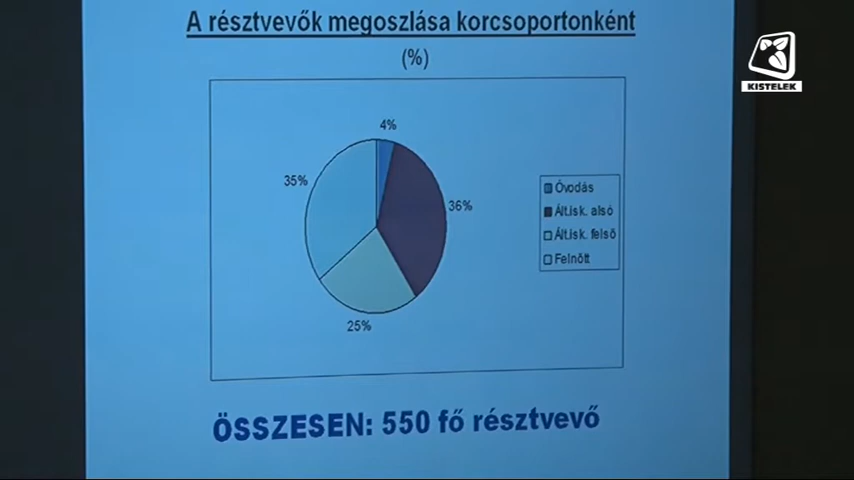 A résztvevők megoszlása korcsoportonként
(%)
KISTELEK
4%
35%
36%
25%
Óvodás
Ált.isk. alsó
Ált.isk. felső
Felnőtt
ÖSSZESEN: 550 fő résztvevő